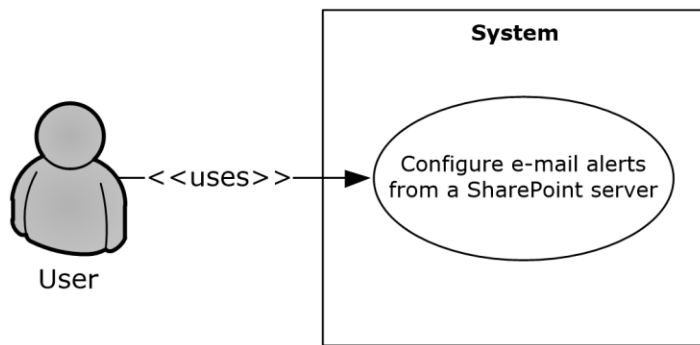 System
<<uses>>
Configure e-mail alerts
from a SharePoint server
User